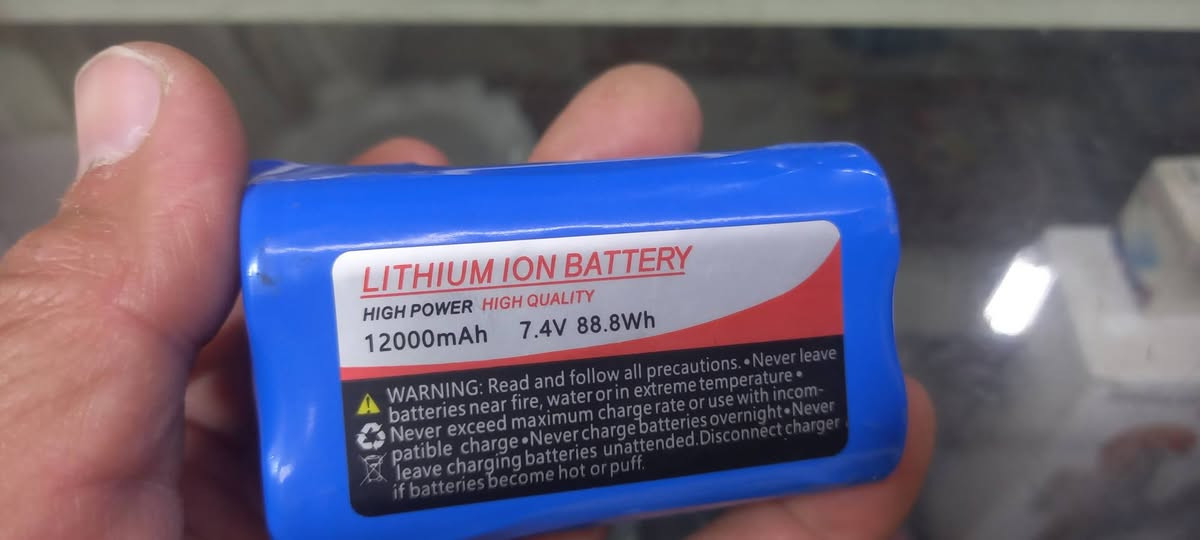 LITHIUM ION BATTERY
HIGH POWER HIGH QUALITY
12000mAh 7.4V 88.8Wh
WARNING: Read and follow all precautions.•Never leave
batteries near fire, water or in extreme temperature•
Never exceed maximum charge rate or use with incom-
patible charge•Never charge batteries overnight•Never
leave charging batteries unattended.Disconnect charger
if batteries become hot or puff.